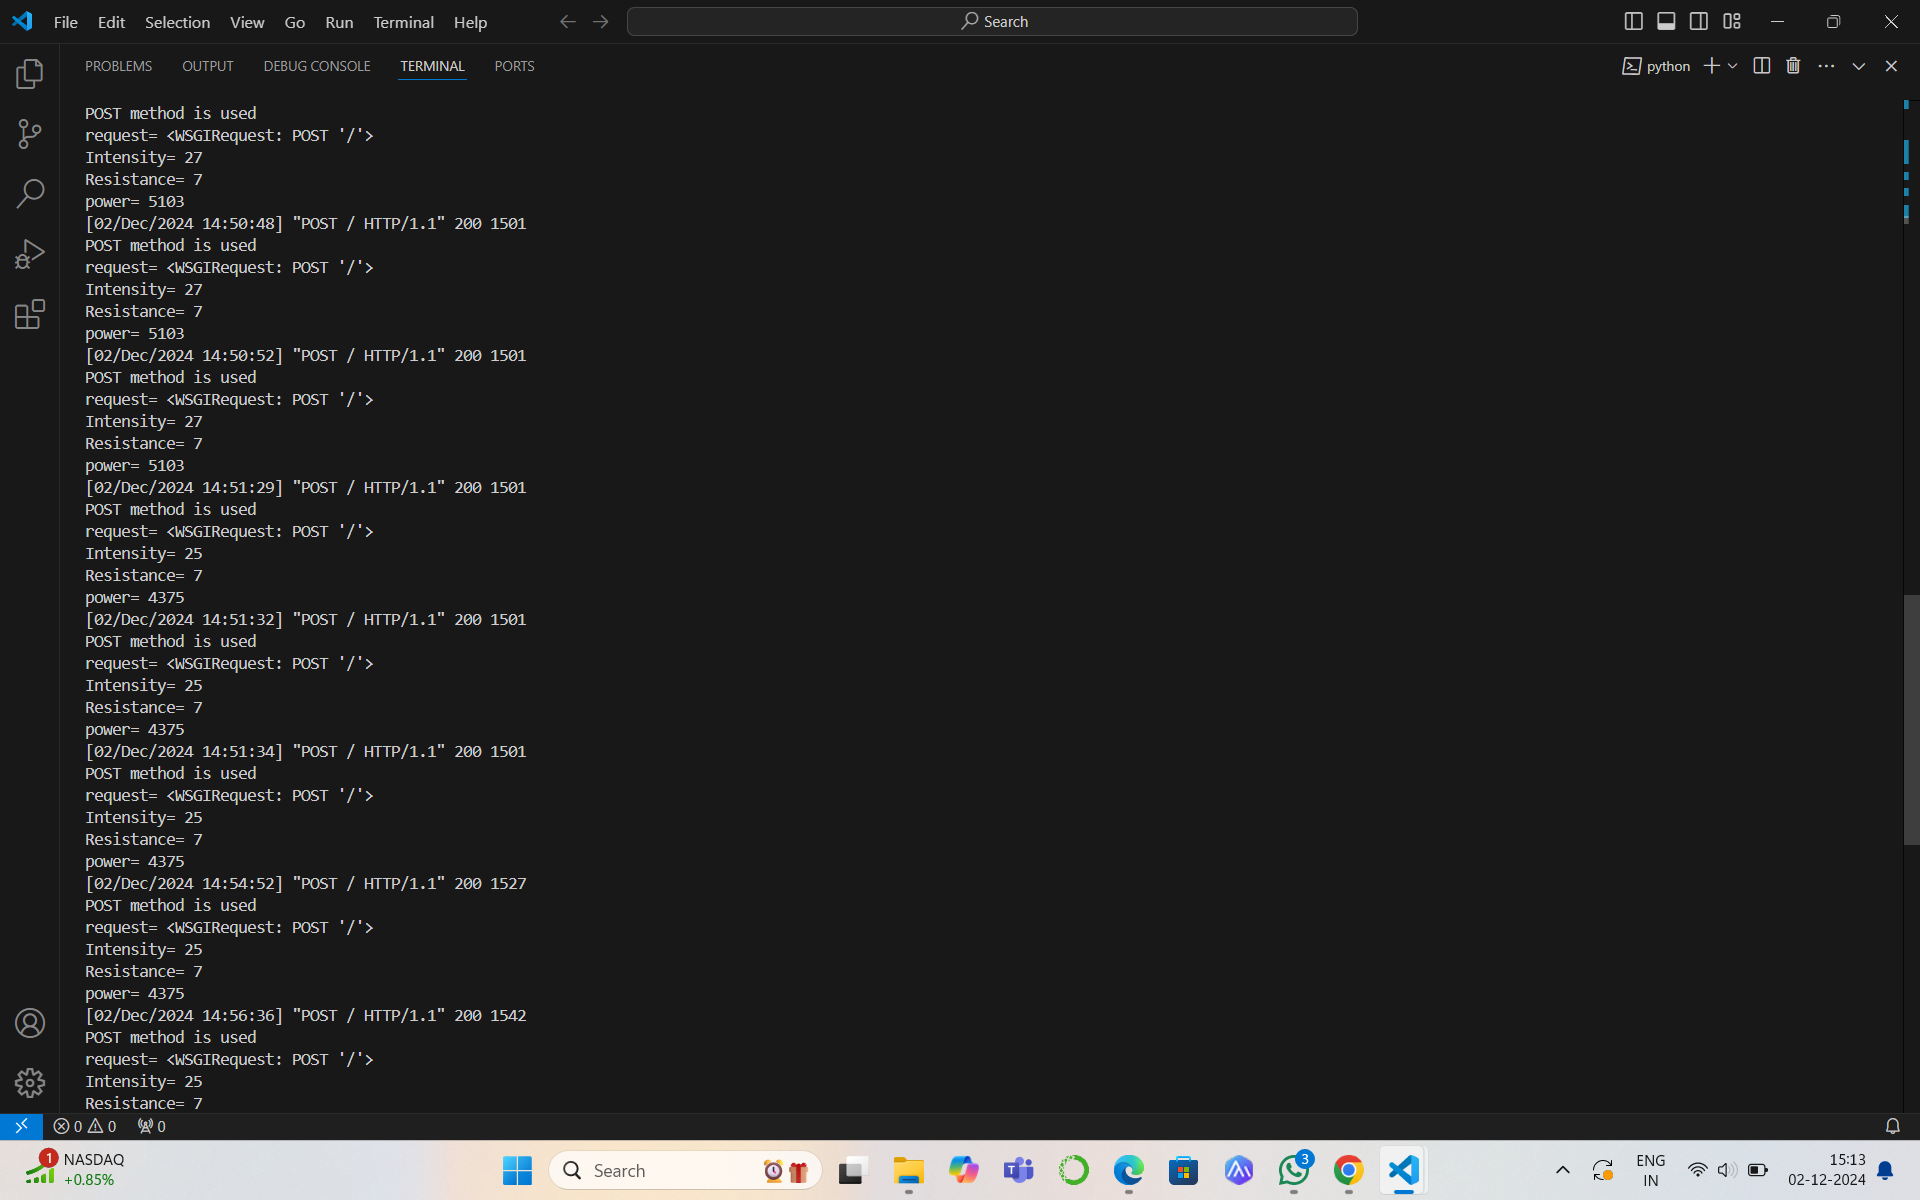 File Edit Selection View Go Run Terminal Help Search
PROBLEMS OUTPUT DEBUG CONSOLE TERMINAL PORTS python
POST method is used
request= <WSGIRequest: POST '/'>
Intensity= 27
Resistance= 7
power= 5103
[02/Dec/2024 14:50:48] "POST / HTTP/1.1" 200 1501
POST method is used
request= <WSGIRequest: POST '/'>
Intensity= 27
Resistance= 7
power= 5103
[02/Dec/2024 14:50:52] "POST / HTTP/1.1" 200 1501
POST method is used
request= <WSGIRequest: POST '/'>
Intensity= 27
Resistance= 7
power= 5103
[02/Dec/2024 14:51:29] "POST / HTTP/1.1" 200 1501
POST method is used
request= <WSGIRequest: POST '/'>
Intensity= 25
Resistance= 7
power= 4375
[02/Dec/2024 14:51:32] "POST / HTTP/1.1" 200 1501
POST method is used
request= <WSGIRequest: POST '/'>
Intensity= 25
Resistance= 7
power= 4375
[02/Dec/2024 14:51:34] "POST / HTTP/1.1" 200 1501
POST method is used
request= <WSGIRequest: POST '/'>
Intensity= 25
Resistance= 7
power= 4375
[02/Dec/2024 14:54:52] "POST / HTTP/1.1" 200 1527
POST method is used
request= <WSGIRequest: POST '/'>
Intensity= 25
Resistance= 7
power= 4375
[02/Dec/2024 14:56:36] "POST / HTTP/1.1" 200 1542
POST method is used
request= <WSGIRequest: POST '/'>
Intensity= 25
Resistance= 7
0 0 0
1 NASDAQ
+0.85%
Search
3
ENG
IN
15:13
02-12-2024